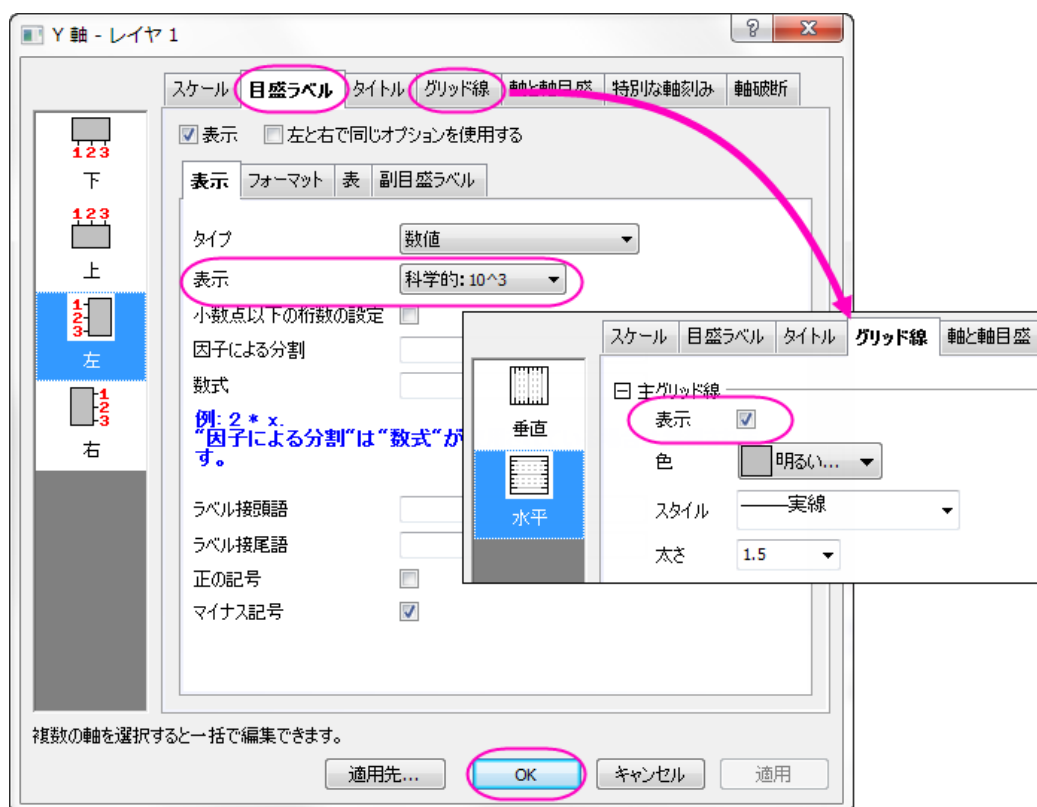 Y 軸 - レイヤ 1
スケール 目盛ラベル タイトル グリッド線 軸と軸目盛 特別な軸刻み 軸破断
表示 左と右で同じオプションを使用する
123
下
123
上
1
2
3
左
1
2
3
右
表示 フォーマット 表 副目盛ラベル
タイプ 数値
表示 科学的: 10^3
小数点以下の桁数の設定
因子による分割
数式
例: 2 * x.
"因子による分割"は"数式"が
す。
ラベル接頭語
ラベル接尾語
正の記号
マイナス記号
スケール 目盛ラベル タイトル グリッド線 軸と軸目盛
垂直
水平
主グリッド線
表示
色 明るい...
スタイル 実線
太さ 1.5
複数の軸を選択すると一括で編集できます。
適用先... OK キャンセル 適用